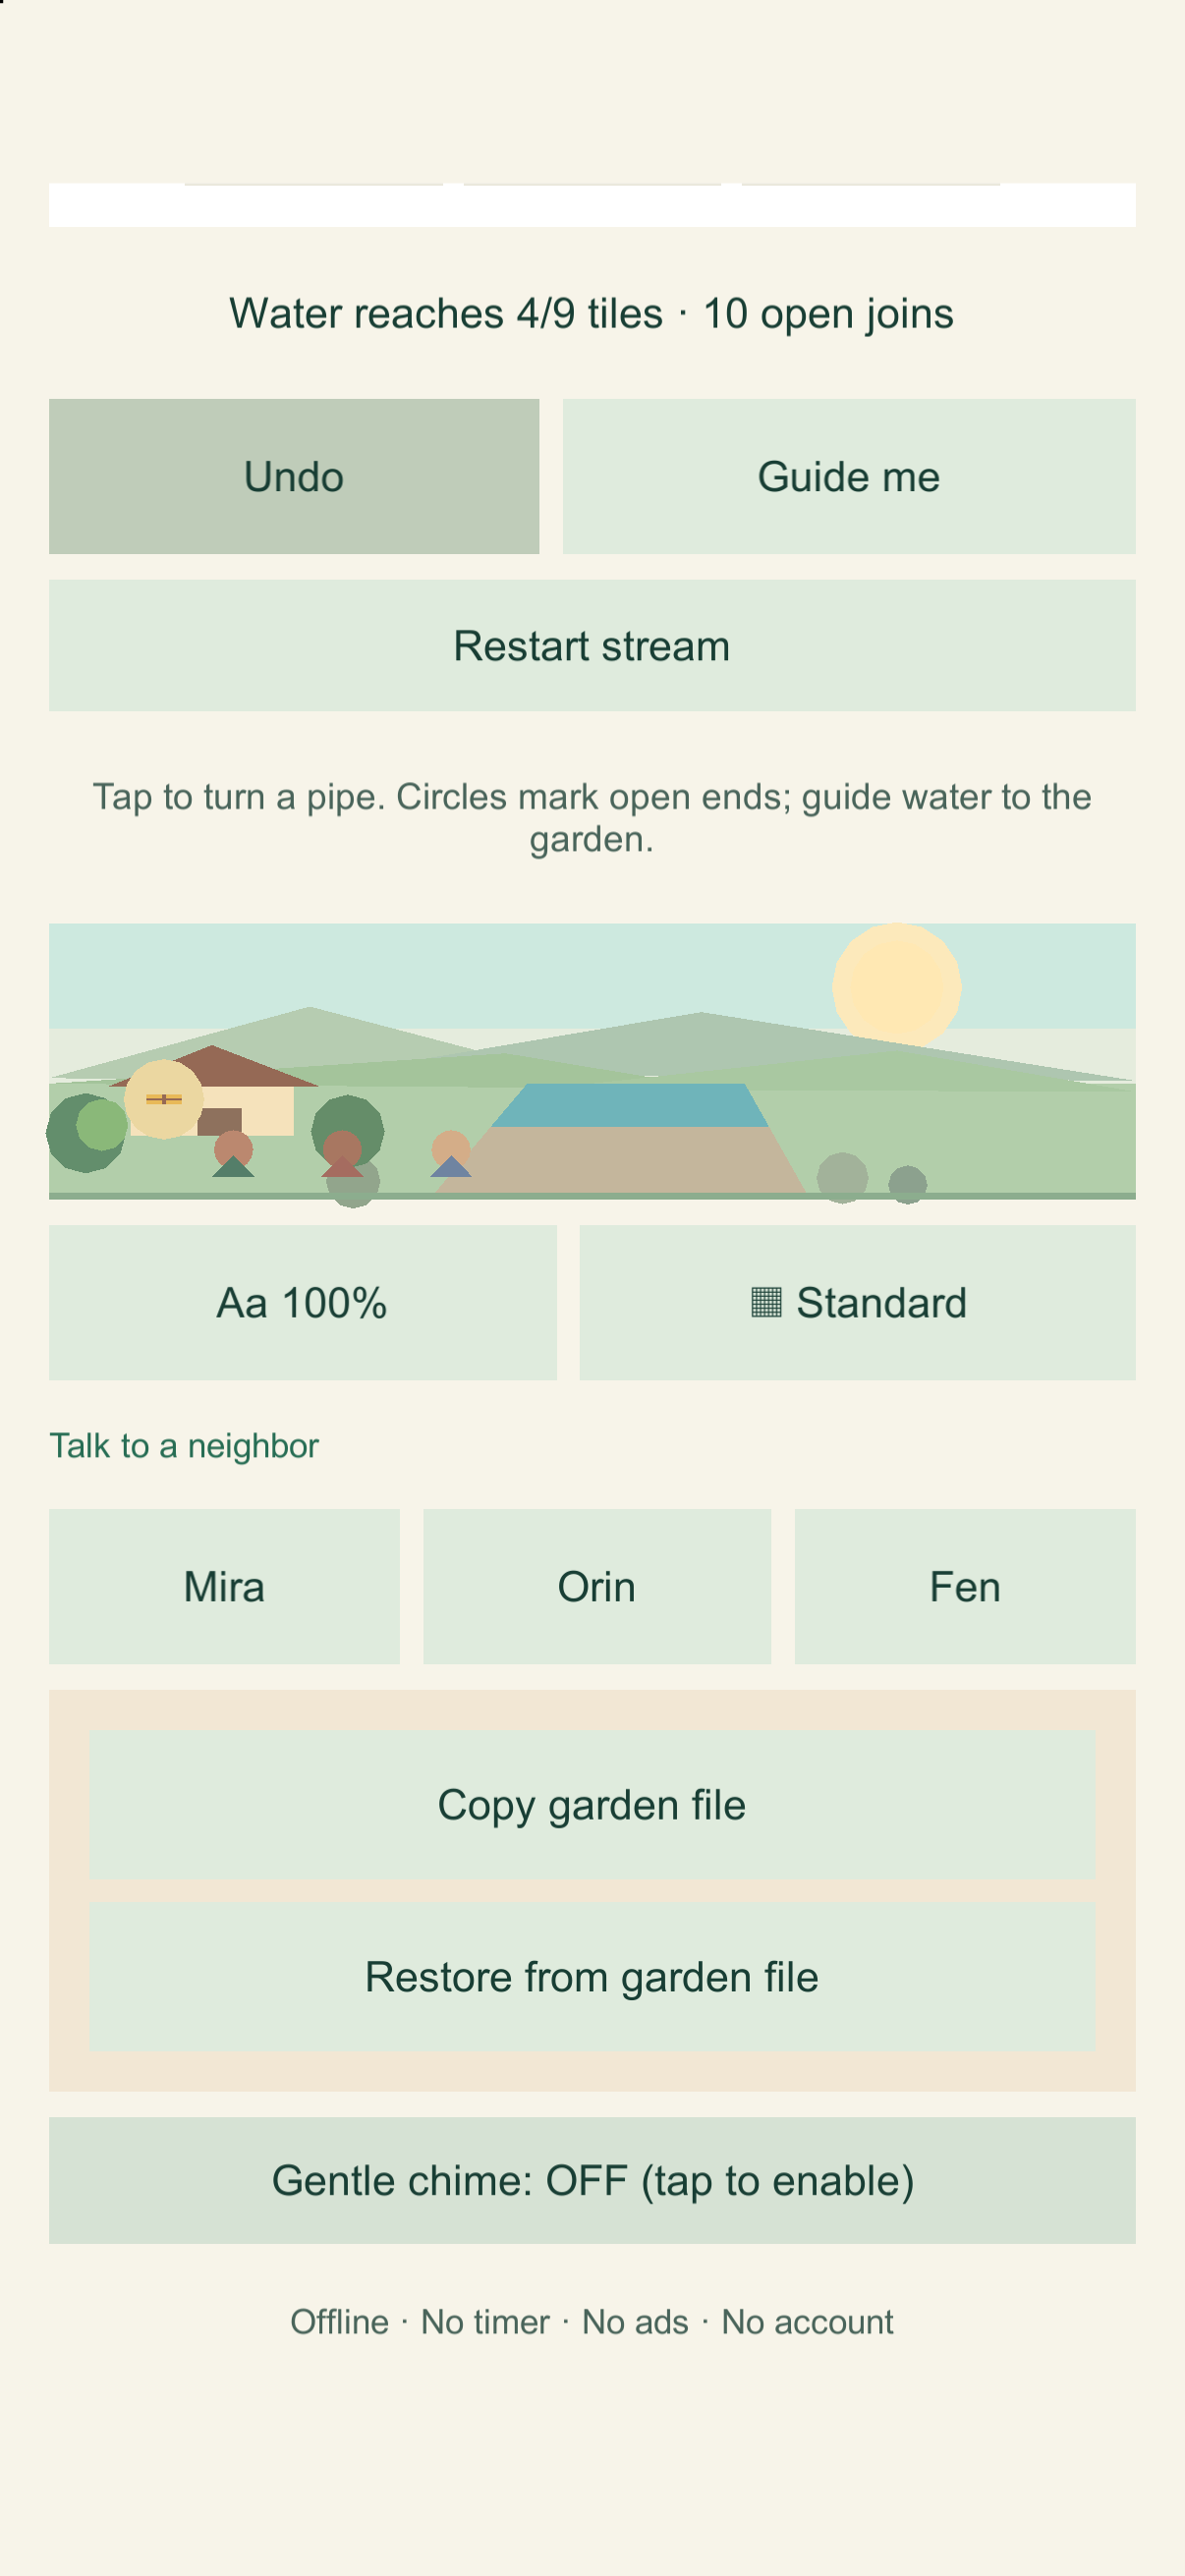 Water reaches 4/9 tiles · 10 open joins
Undo
Guide me
Restart stream
Tap to turn a pipe. Circles mark open ends; guide water to the
garden.
Aa 100%
▦ Standard
Talk to a neighbor
Mira
Orin
Fen
Copy garden file
Restore from garden file
Gentle chime: OFF (tap to enable)
Offline · No timer · No ads · No account